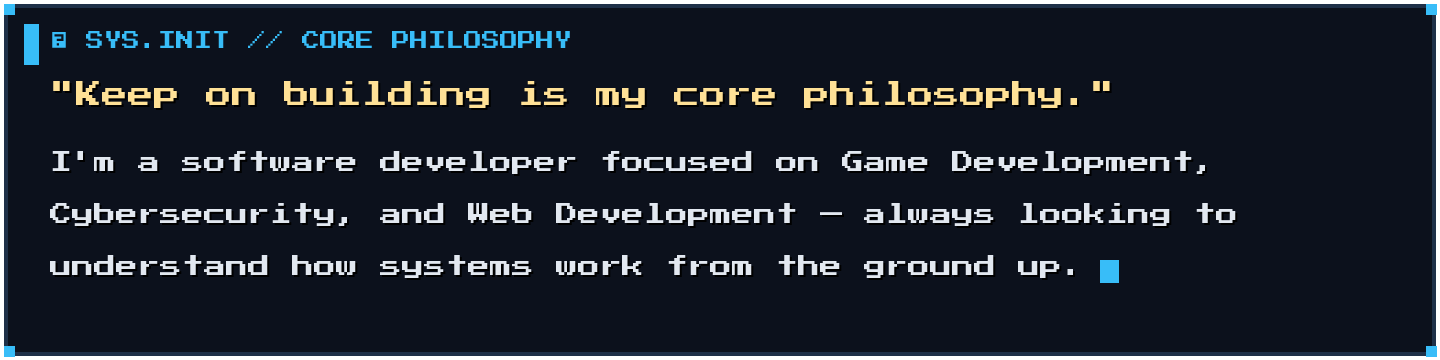 SYS.INIT // CORE PHILOSOPHY
"Keep on building is my core philosophy."
I'm a software developer focused on Game Development,
Cybersecurity, and Web Development — always looking to
understand how systems work from the ground up.